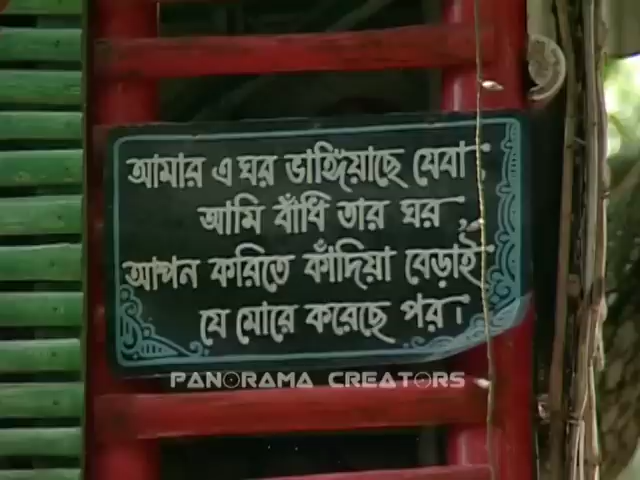 আমার এ ঘর ভাঙ্গিয়াছে যেবা
আমি বাঁধি তার ঘর,
আপন করিতে কাঁদিয়া বেড়াই
যে মোরে করেছে পর।
PANORAMA CREATORS